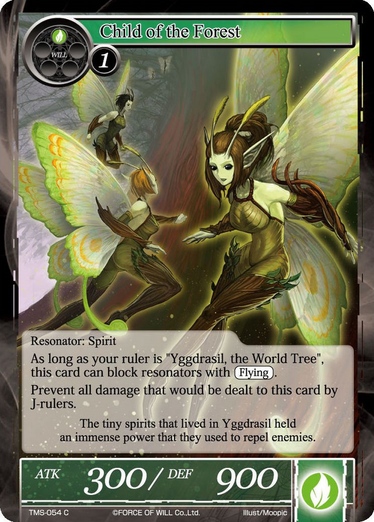 Child of the Forest
WILL
1
Resonator: Spirit
As long as your ruler is "Yggdrasil, the World Tree",
this card can block resonators with Flying.
Prevent all damage that would be dealt to this card by
J-rulers.
The tiny spirits that lived in Yggdrasil held
an immense power that they used to repel enemies.
ATK 300/ DEF 900
TMS-054 C ©FORCE OF WILL Co.,Ltd. Illust/Moopic